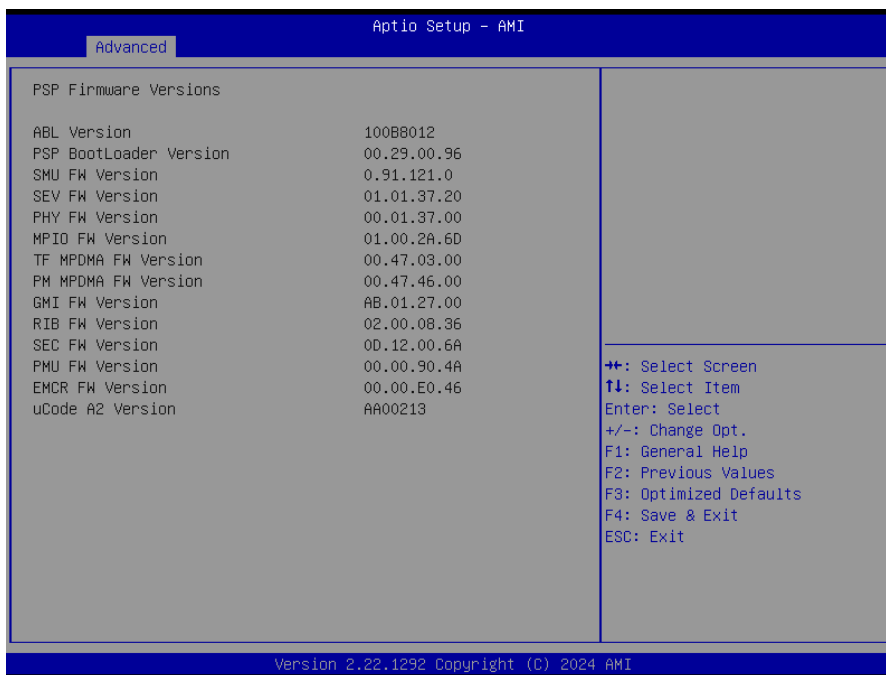 Aptio Setup – AMI
Advanced
PSP Firmware Versions
ABL Version 100B8012
PSP BootLoader Version 00.29.00.96
SMU FW Version 0.91.121.0
SEV FW Version 01.01.37.20
PHY FW Version 00.01.37.00
MPIO FW Version 01.00.2A.6D
TF MPDMA FW Version 00.47.03.00
PM MPDMA FW Version 00.47.46.00
GMI FW Version AB.01.27.00
RIB FW Version 02.00.08.36
SEC FW Version 0D.12.00.6A
PMU FW Version 00.00.90.4A
EMCR FW Version 00.00.E0.46
uCode A2 Version AA00213
→←: Select Screen
↑↓: Select Item
Enter: Select
+/-: Change Opt.
F1: General Help
F2: Previous Values
F3: Optimized Defaults
F4: Save & Exit
ESC: Exit
Version 2.22.1292 Copyright (C) 2024 AMI